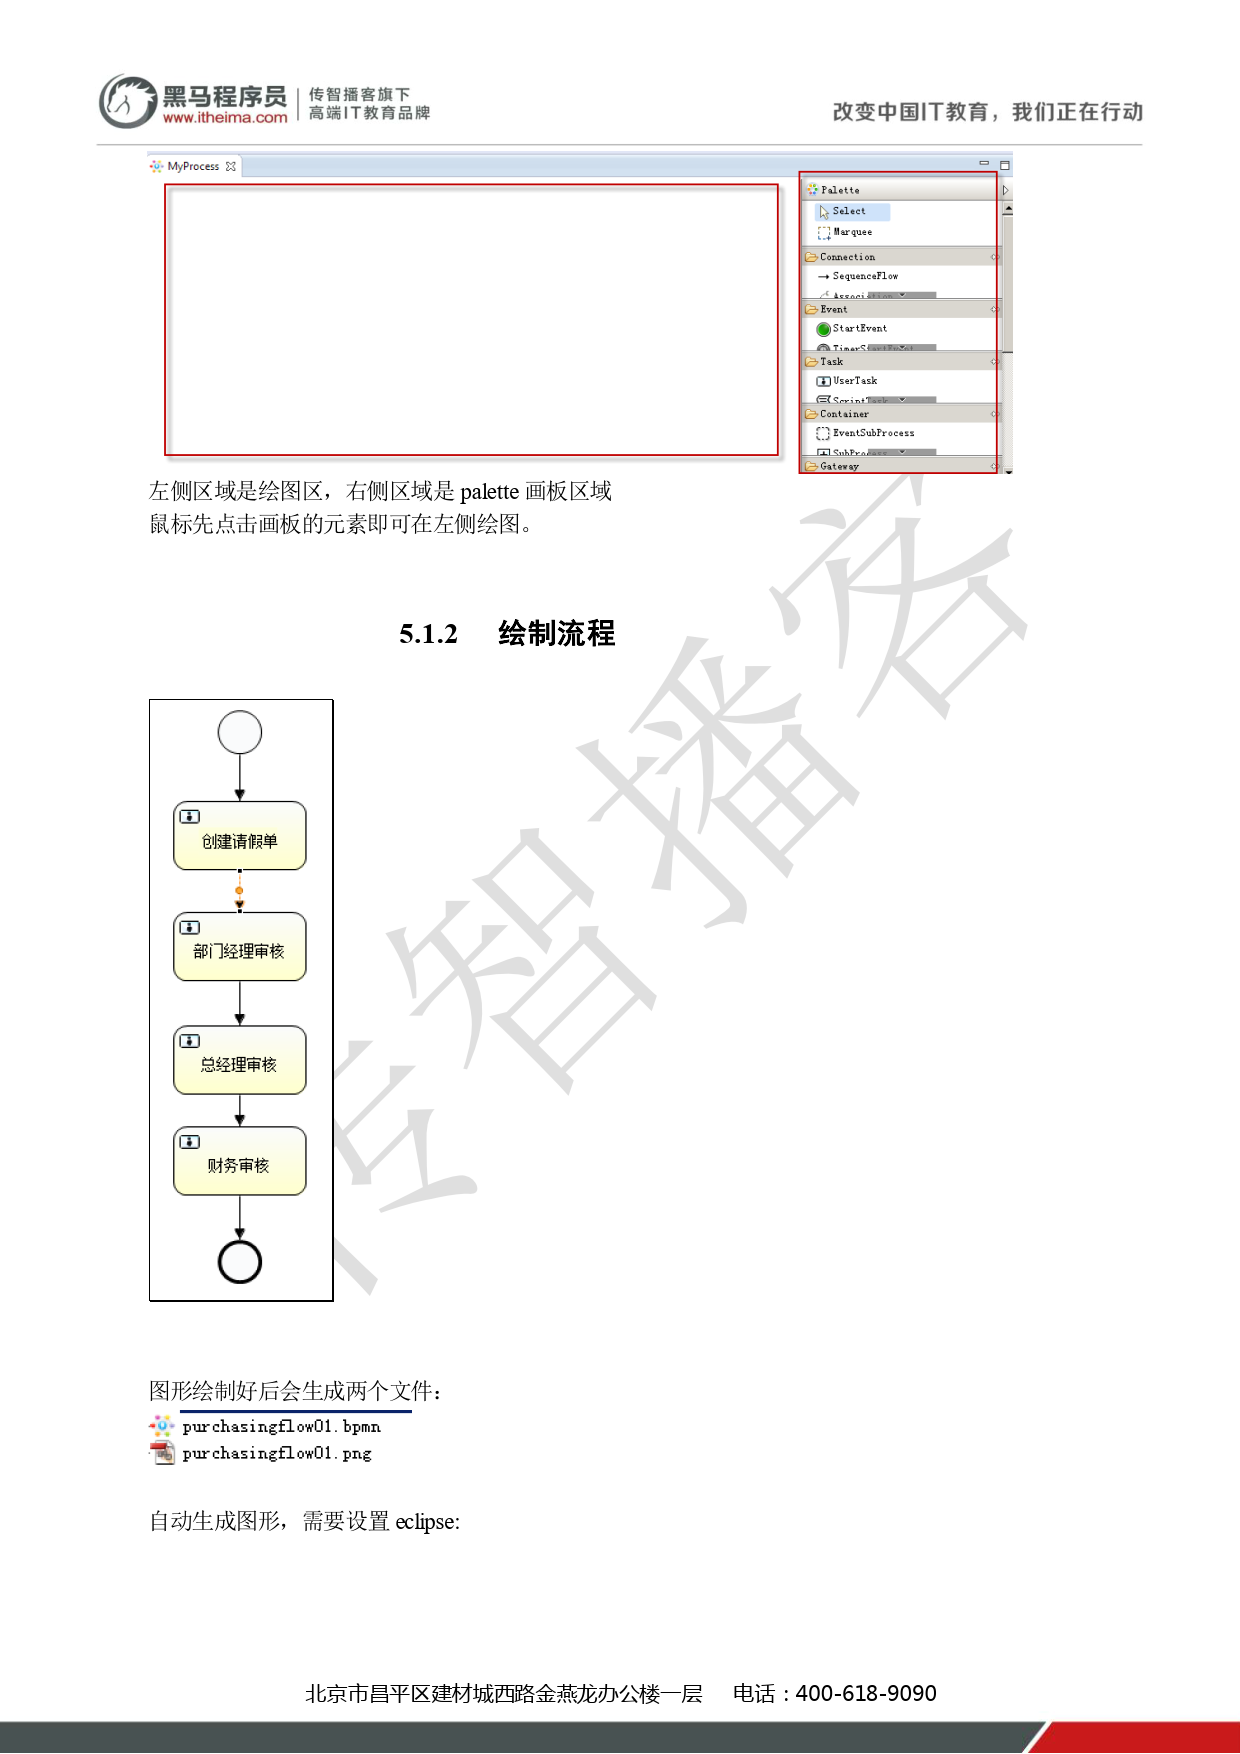 黑马程序员
www.itheima.com
传智播客旗下
高端IT教育品牌
改变中国IT教育，我们正在行动
MyProcess
Palette
Select
Marquee
Connection
SequenceFlow
Association
Event
StartEvent
TimerStartEvent
Task
UserTask
ScriptTask
Container
EventSubProcess
SubProcess
Gateway
左侧区域是绘图区，右侧区域是 palette 画板区域
鼠标先点击画板的元素即可在左侧绘图。
5.1.2 绘制流程
创建请假单
部门经理审核
总经理审核
财务审核
传智播客
图形绘制好后会生成两个文件：
purchasingflow01.bpmn
purchasingflow01.png
自动生成图形，需要设置 eclipse:
北京市昌平区建材城西路金燕龙办公楼一层 电话：400-618-9090